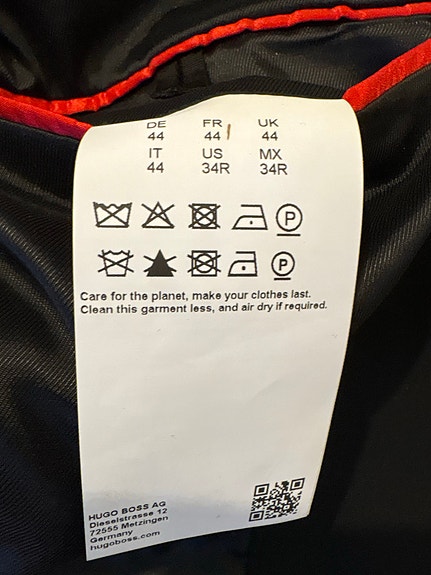 DE FR UK
44 44 44
IT US MX
44 34R 34R
P
P
Care for the planet, make your clothes last.
Clean this garment less, and air dry if required.
HUGO BOSS AG
Dieselstrasse 12
72555 Metzingen
Germany
hugoboss.com